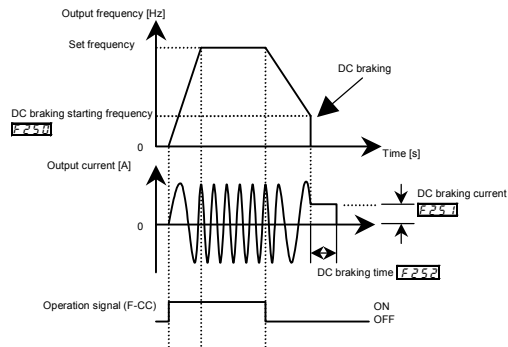 Output frequency [Hz]
Set frequency
DC braking
DC braking starting frequency
F250
0
Time [s]
Output current [A]
DC braking current
F251
0
DC braking time F252
Operation signal (F-CC)
ON
OFF